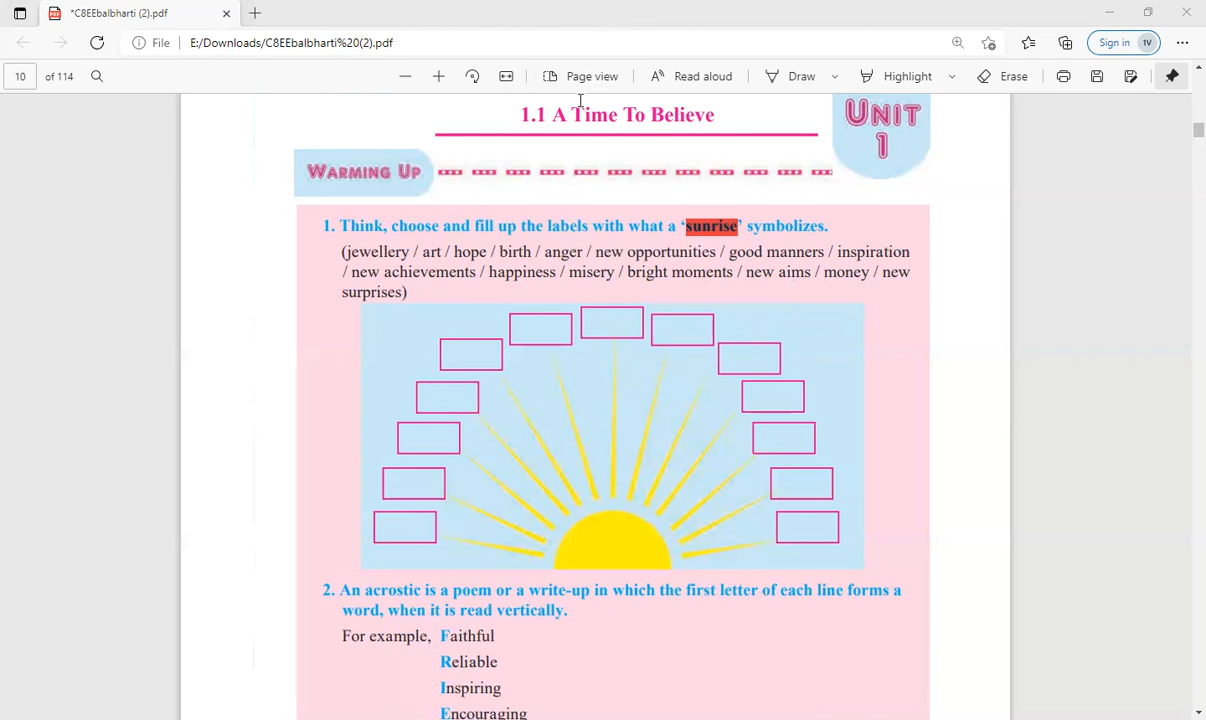 *C8EEbalbharti (2).pdf
File
E:/Downloads/C8EEbalbharti%20(2).pdf
Sign in
1V
10
of 114
Page view
Read aloud
Draw
Highlight
Erase
1.1 A Time To Believe
UNIT
1
WARMING UP
1. Think, choose and fill up the labels with what a ‘sunrise’ symbolizes.
(jewellery / art / hope / birth / anger / new opportunities / good manners / inspiration
/ new achievements / happiness / misery / bright moments / new aims / money / new
surprises)
2. An acrostic is a poem or a write-up in which the first letter of each line forms a
word, when it is read vertically.
For example, Faithful
Reliable
Inspiring
Encouraging